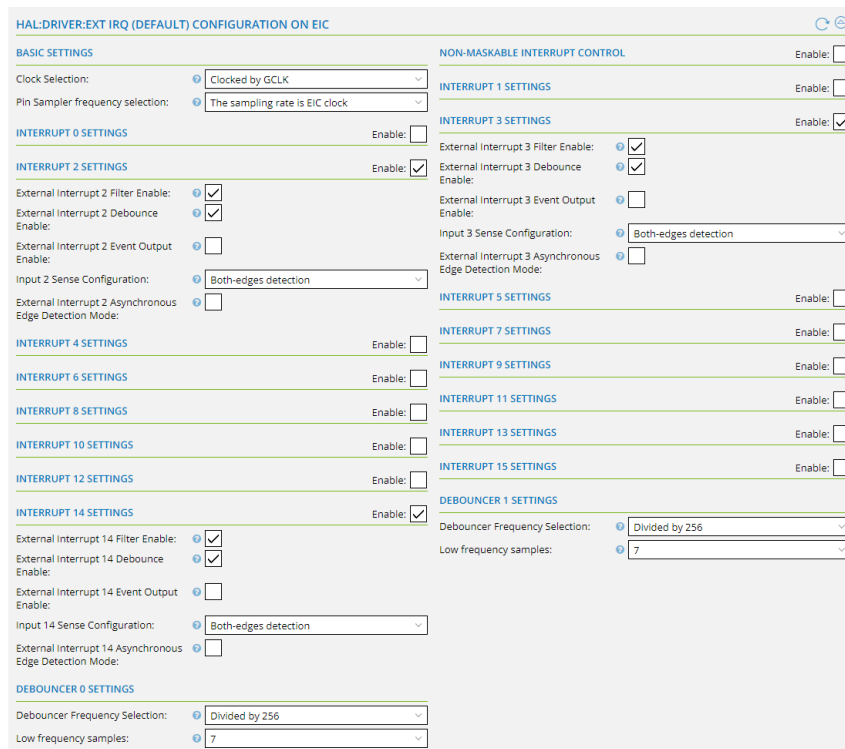 HAL:DRIVER:EXT IRQ (DEFAULT) CONFIGURATION ON EIC
BASIC SETTINGS
Clock Selection: Clocked by GCLK
Pin Sampler frequency selection: The sampling rate is EIC clock
INTERRUPT 0 SETTINGS Enable:
INTERRUPT 2 SETTINGS Enable:
External Interrupt 2 Filter Enable:
External Interrupt 2 Debounce
Enable:
External Interrupt 2 Event Output
Enable:
Input 2 Sense Configuration: Both-edges detection
External Interrupt 2 Asynchronous
Edge Detection Mode:
INTERRUPT 4 SETTINGS Enable:
INTERRUPT 6 SETTINGS Enable:
INTERRUPT 8 SETTINGS Enable:
INTERRUPT 10 SETTINGS Enable:
INTERRUPT 12 SETTINGS Enable:
INTERRUPT 14 SETTINGS Enable:
External Interrupt 14 Filter Enable:
External Interrupt 14 Debounce
Enable:
External Interrupt 14 Event Output
Enable:
Input 14 Sense Configuration: Both-edges detection
External Interrupt 14 Asynchronous
Edge Detection Mode:
DEBOUNCER 0 SETTINGS
Debouncer Frequency Selection: Divided by 256
Low frequency samples: 7
NON-MASKABLE INTERRUPT CONTROL Enable:
INTERRUPT 1 SETTINGS Enable:
INTERRUPT 3 SETTINGS Enable:
External Interrupt 3 Filter Enable:
External Interrupt 3 Debounce
Enable:
External Interrupt 3 Event Output
Enable:
Input 3 Sense Configuration: Both-edges detection
External Interrupt 3 Asynchronous
Edge Detection Mode:
INTERRUPT 5 SETTINGS Enable:
INTERRUPT 7 SETTINGS Enable:
INTERRUPT 9 SETTINGS Enable:
INTERRUPT 11 SETTINGS Enable:
INTERRUPT 13 SETTINGS Enable:
INTERRUPT 15 SETTINGS Enable:
DEBOUNCER 1 SETTINGS
Debouncer Frequency Selection: Divided by 256
Low frequency samples: 7